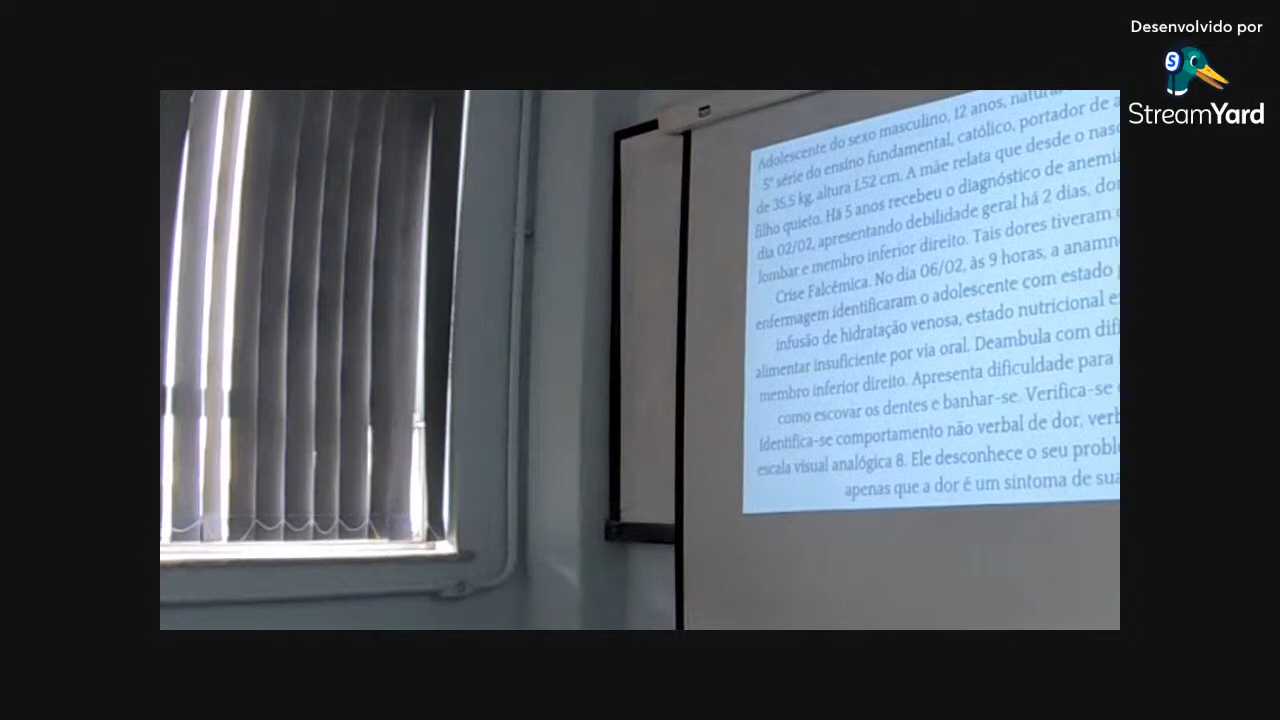 Desenvolvido por
StreamYard
Adolescente do sexo masculino, 12 anos,
5ª série do ensino fundamental, católico, portador de
de 35,5 kg, altura 1,52 cm. A mãe relata que desde o
filho quieto. Há 5 anos recebeu o diagnóstico de
dia 02/02, apresentando debilidade geral há 2 dias,
lombar e membro inferior direito. Tais dores tiveram
Crise Falcêmica. No dia 06/02, às 9 horas, a
enfermagem identificaram o adolescente com estado
infusão de hidratação venosa, estado nutricional
alimentar insuficiente por via oral. Deambula com
membro inferior direito. Apresenta dificuldade para
como escovar os dentes e banhar-se. Verifica-se
Identifica-se comportamento não verbal de dor,
escala visual analógica 8. Ele desconhece o seu
apenas que a dor é um sintoma de